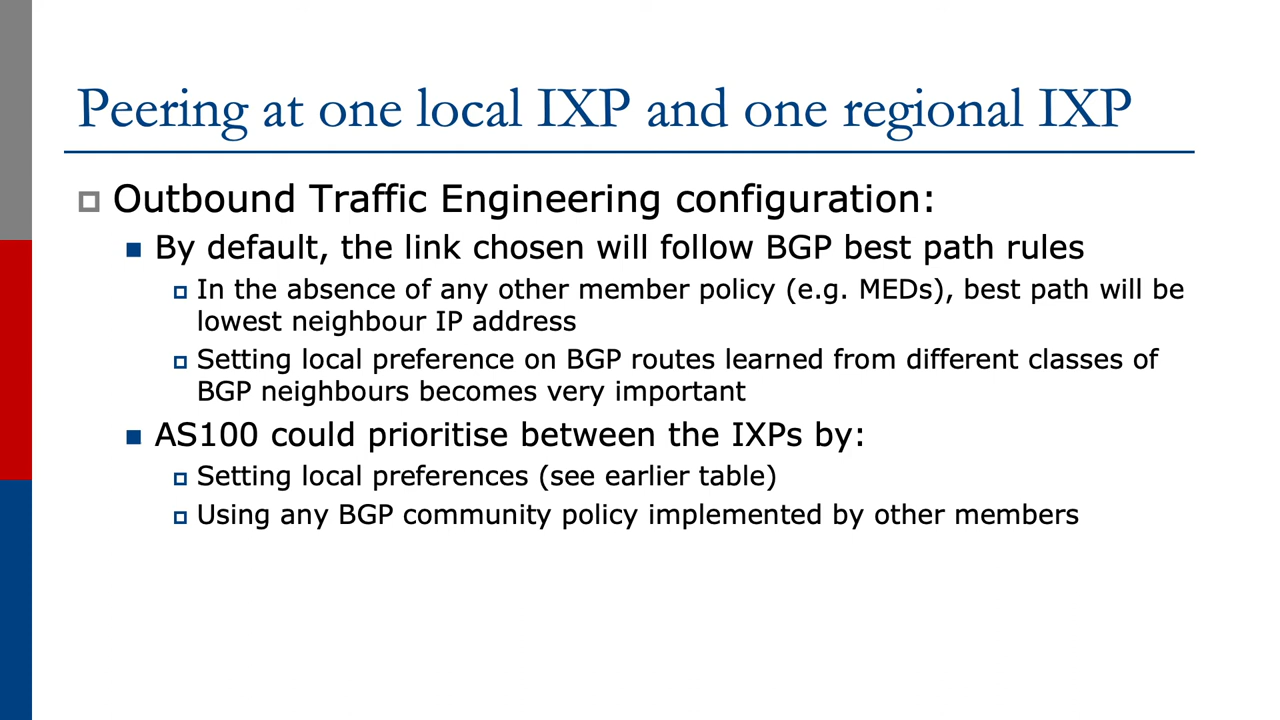 Peering at one local IXP and one regional IXP
Outbound Traffic Engineering configuration:
By default, the link chosen will follow BGP best path rules
In the absence of any other member policy (e.g. MEDs), best path will be
lowest neighbour IP address
Setting local preference on BGP routes learned from different classes of
BGP neighbours becomes very important
AS100 could prioritise between the IXPs by:
Setting local preferences (see earlier table)
Using any BGP community policy implemented by other members